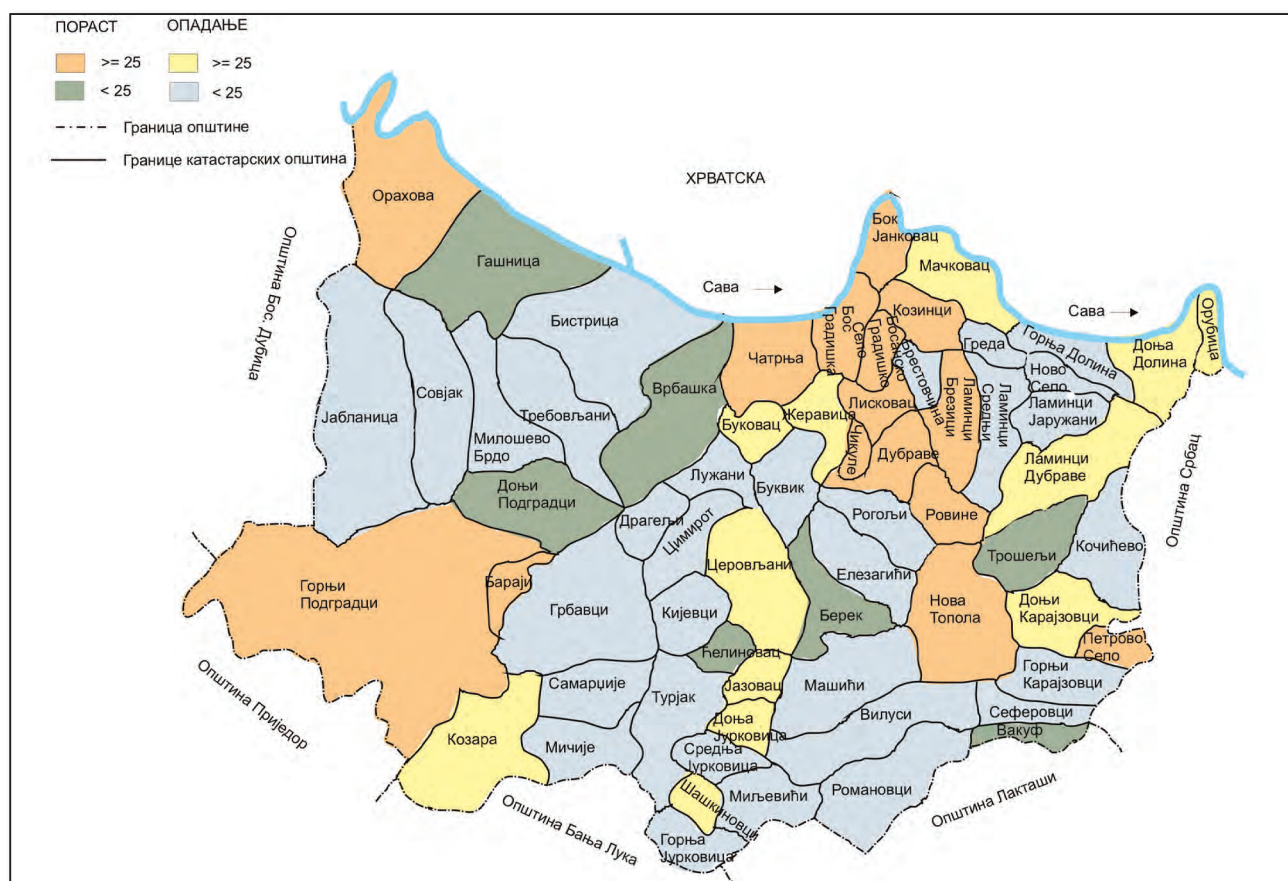 ПОРАСТ
ОПАДАЊЕ
>= 25
>= 25
< 25
< 25
Граница општине
Границе катастарских општина
ХРВАТСКА
Општина Бос. Дубица
Општина Приједор
Општина Бања Лука
Општина Лакташи
Општина Србац
Сава
Сава
Орахова
Гашница
Бистрица
Јабланица
Совјак
Милошево
Брдо
Требовљани
Врбашка
Чатрња
Бос
Градишка
Село
Градишко
Босанско
Брестовчина
Бок
Јанковац
Мачковац
Козинци
Греда
Горња Долина
Доња
Долина
Орубица
Ново
Село
Ламинци
Јаружани
Ламинци
Средњи
Ламинци
Брезици
Ламинци
Дубраве
Лисковац
Чикуле
Дубраве
Жеравица
Буковац
Лужани
Буквик
Доњи
Подградци
Драгељи
Цимирот
Рогољи
Ровине
Трошељи
Кочићево
Горњи
Подградци
Бараји
Грбавци
Кијевци
Церовљани
Елезагићи
Берек
Нова
Топола
Доњи
Карајзовци
Петрово
Село
Ћелиновац
Горњи
Карајзовци
Самарџије
Турјак
Јазовац
Машићи
Вилуси
Сеферовци
Вакуф
Козара
Мичије
Доња
Јурковица
Средња
Јурковица
Шашкиновци
Миљевићи
Романовци
Горња
Јурковица